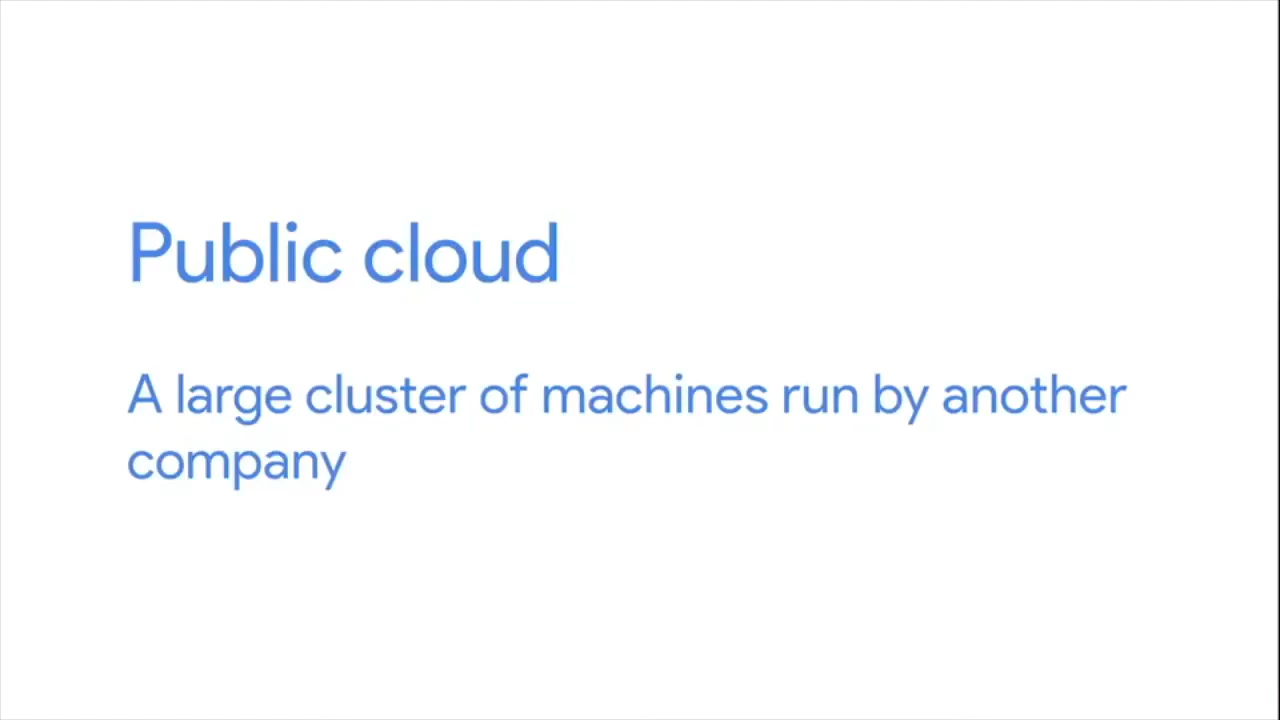 Public cloud
A large cluster of machines run by another
company